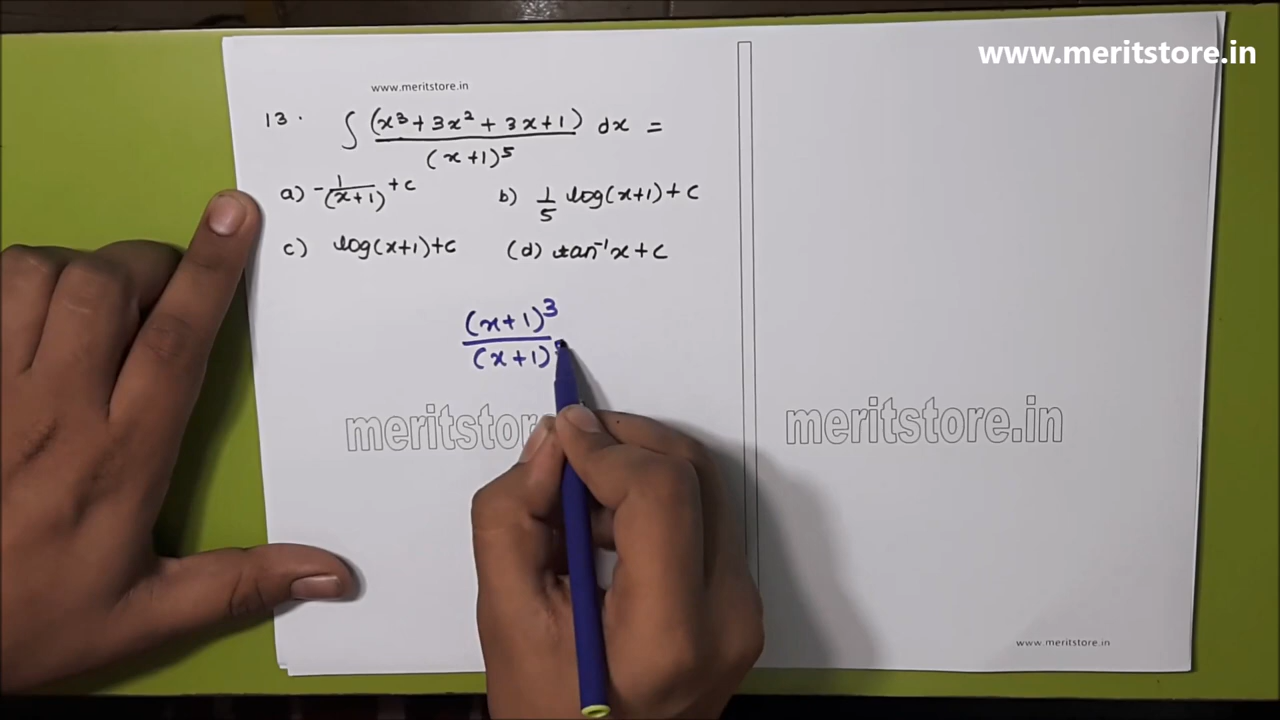 www.meritstore.in
www.meritstore.in
13. ∫ (x³ + 3x² + 3x + 1) / (x + 1)⁵ dx =
a) - 1/(x+1) + c b) 1/5 log(x+1) + c
c) log(x+1) + c (d) tan⁻¹x + c
(x+1)³
(x+1)
meritstore.in
www.meritstore.in